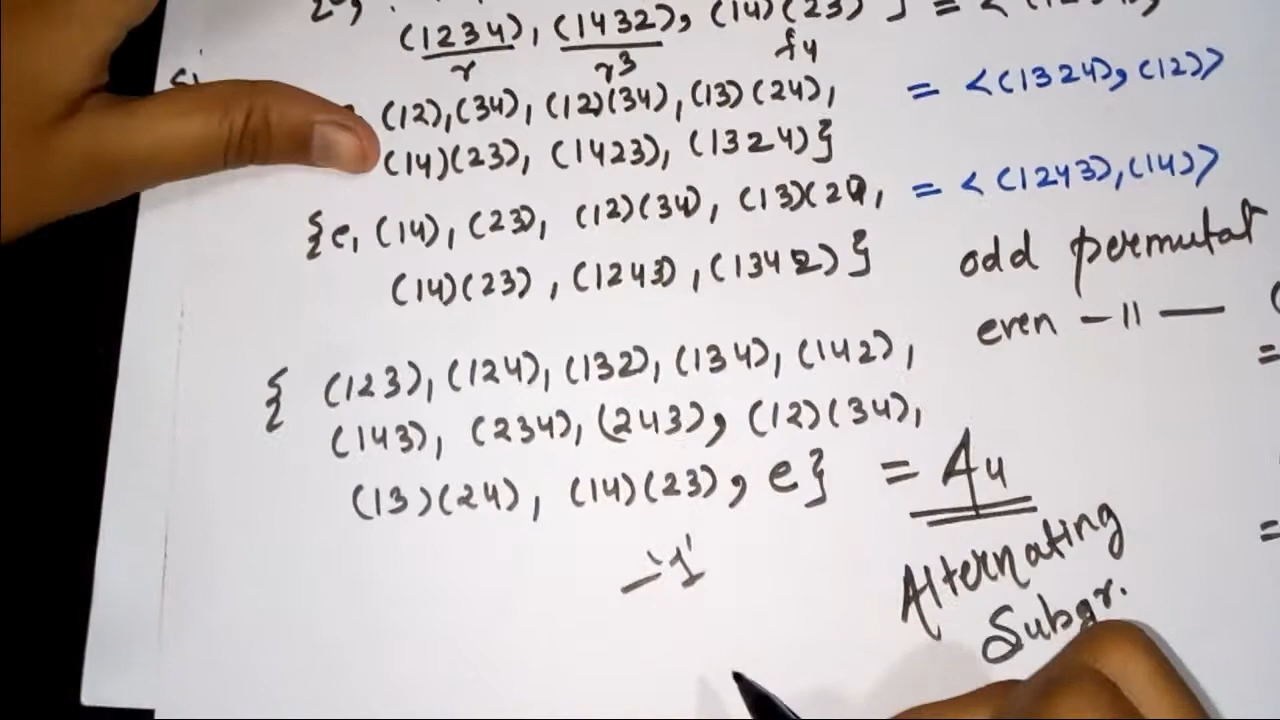 (1234), (1432), (14)(23) } = <
r r3 f4
(12), (34), (12)(34), (13)(24), = <(1324), (12)>
(14)(23), (1423), (1324)}
{e, (14), (23), (12)(34), (13)(24), = <(1243), (14)>
(14)(23), (1243), (1342)}
odd permutat
even -11-
{ (123), (124), (132), (134), (142),
(143), (234), (243), (12)(34),
(13)(24), (14)(23), e} = A4
-'1'
Alternating
Subgr.